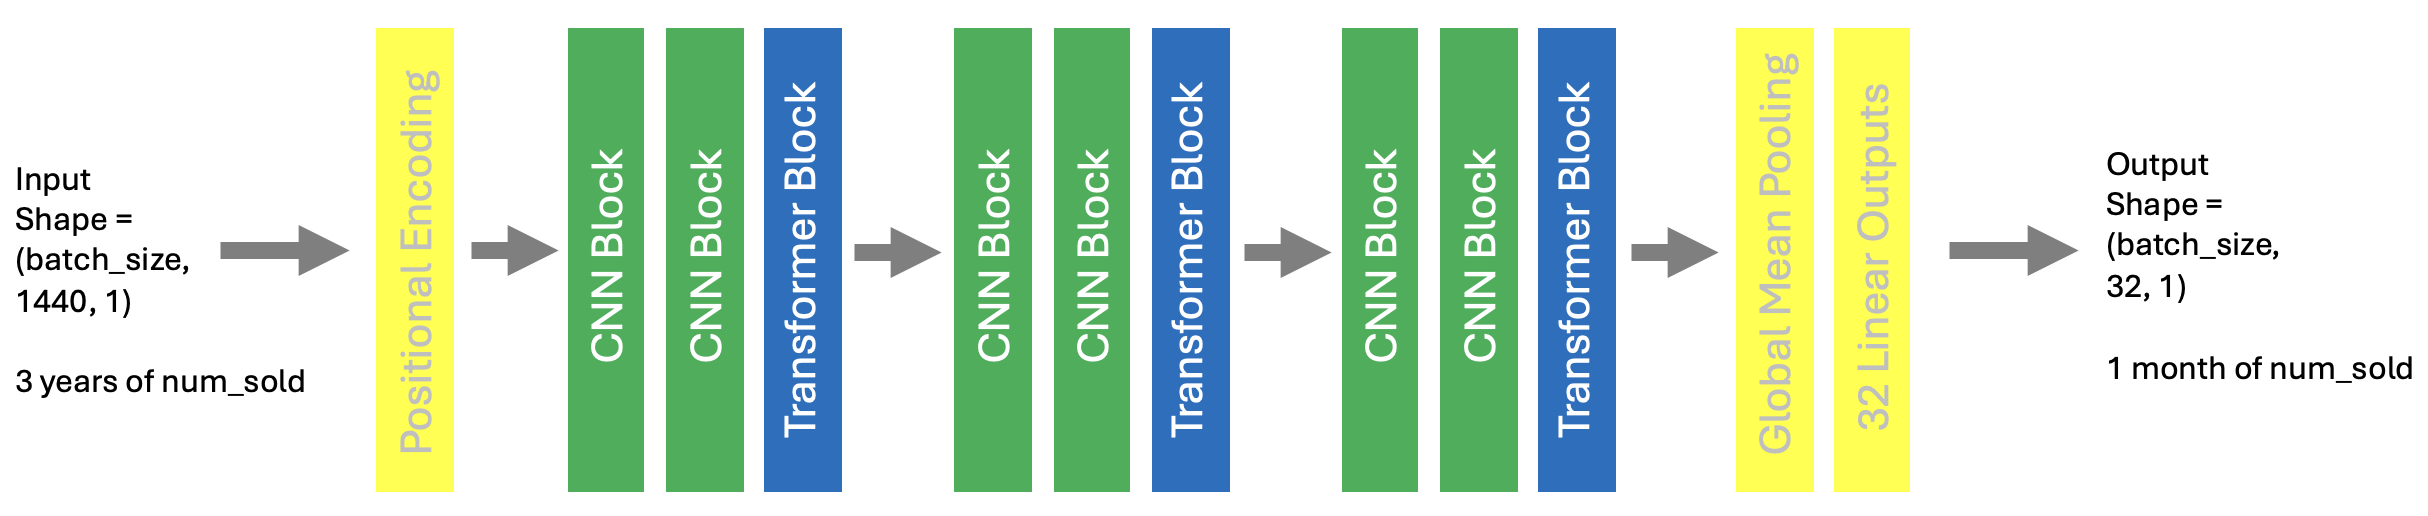 Input
Shape =
(batch_size,
1440, 1)
3 years of num_sold
Positional Encoding
CNN Block
CNN Block
Transformer Block
CNN Block
CNN Block
Transformer Block
CNN Block
CNN Block
Transformer Block
Global Mean Pooling
32 Linear Outputs
Output
Shape =
(batch_size,
32, 1)
1 month of num_sold